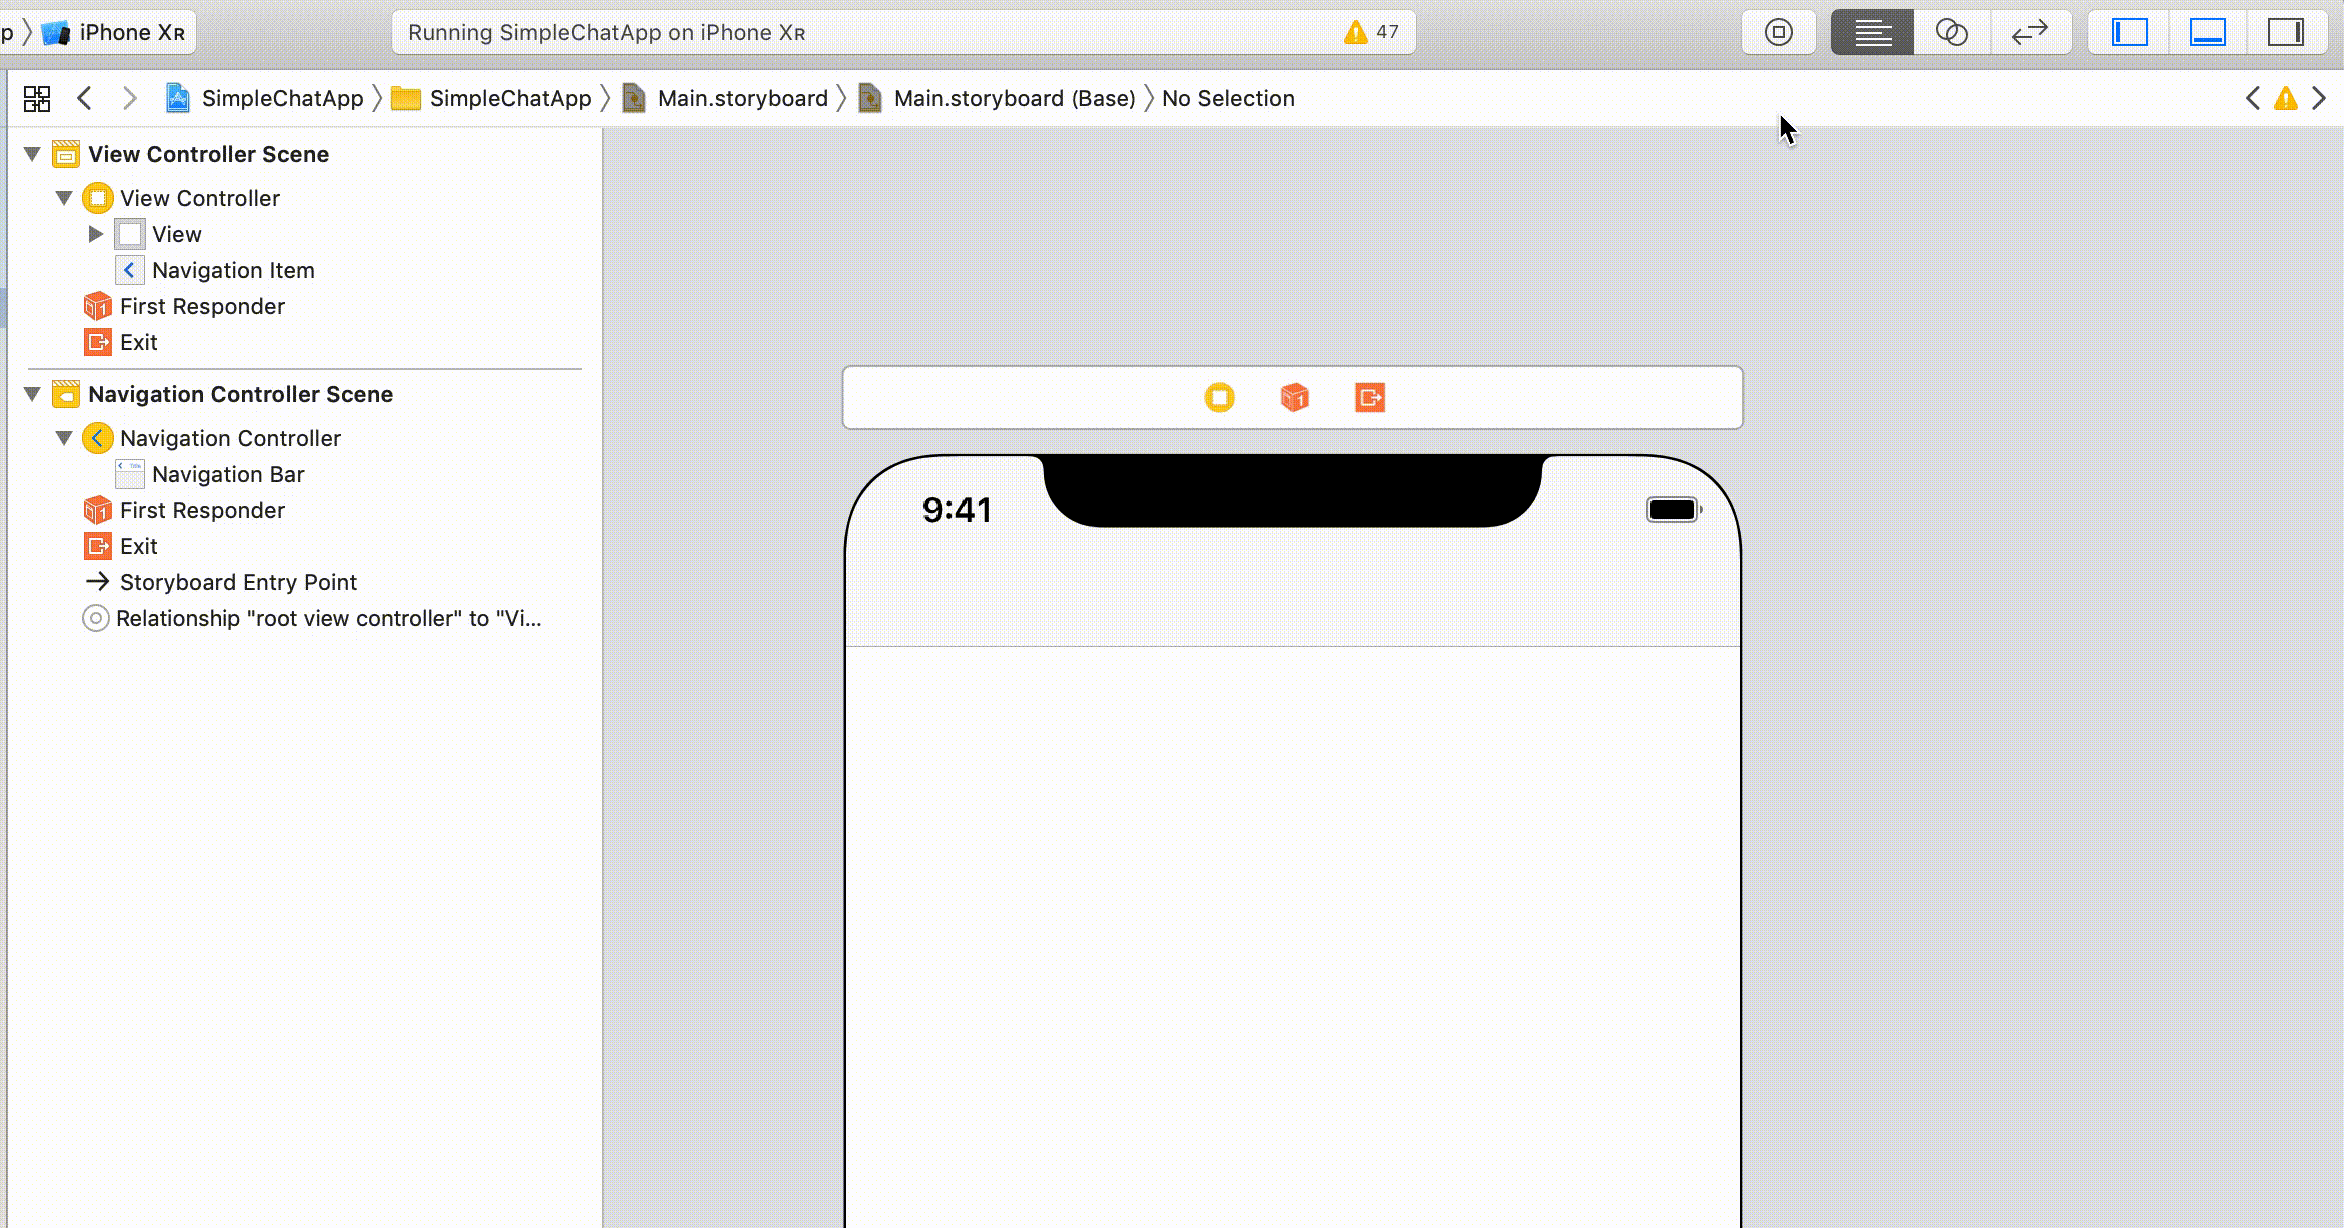 p iPhone XR Running SimpleChatApp on iPhone XR 47
SimpleChatApp SimpleChatApp Main.storyboard Main.storyboard (Base) No Selection
View Controller Scene
View Controller
View
Navigation Item
First Responder
Exit
Navigation Controller Scene
Navigation Controller
Navigation Bar
First Responder
Exit
Storyboard Entry Point
Relationship "root view controller" to "Vi...
9:41